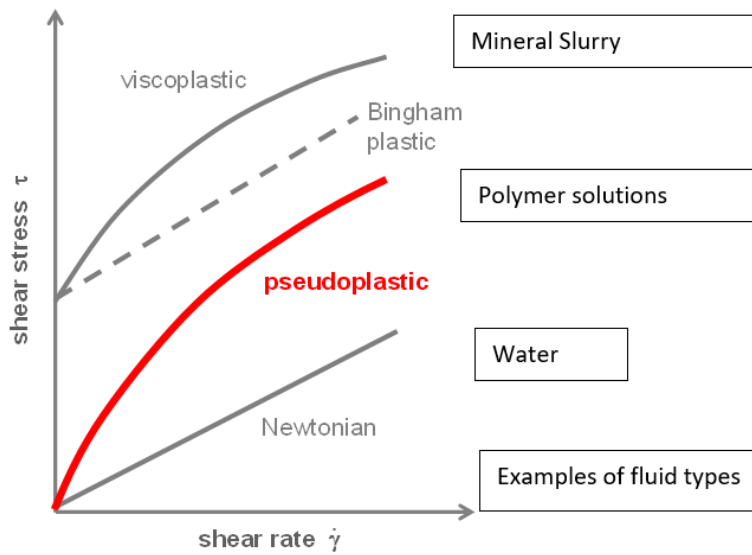 Mineral Slurry
viscoplastic
Bingham
plastic
Polymer solutions
shear stress τ
pseudoplastic
Water
Newtonian
Examples of fluid types
shear rate γ̇